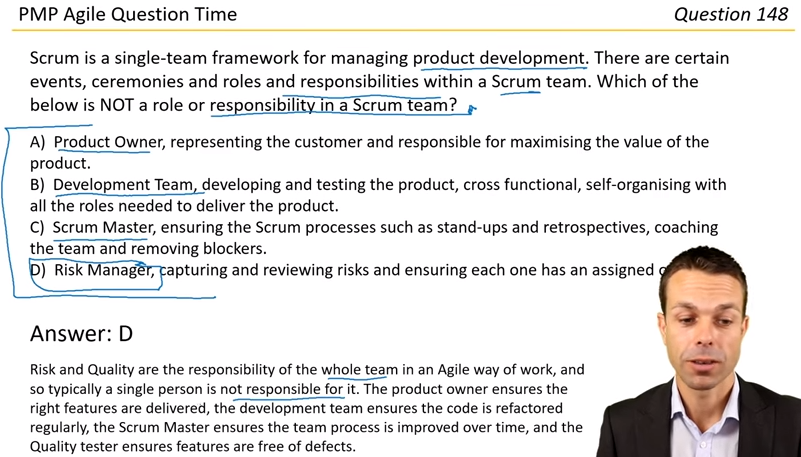 PMP Agile Question Time
Question 148
Scrum is a single-team framework for managing product development. There are certain
events, ceremonies and roles and responsibilities within a Scrum team. Which of the
below is NOT a role or responsibility in a Scrum team?
A) Product Owner, representing the customer and responsible for maximising the value of the
product.
B) Development Team, developing and testing the product, cross functional, self-organising with
all the roles needed to deliver the product.
C) Scrum Master, ensuring the Scrum processes such as stand-ups and retrospectives, coaching
the team and removing blockers.
D) Risk Manager, capturing and reviewing risks and ensuring each one has an assigned
Answer: D
Risk and Quality are the responsibility of the whole team in an Agile way of work, and
so typically a single person is not responsible for it. The product owner ensures the
right features are delivered, the development team ensures the code is refactored
regularly, the Scrum Master ensures the team process is improved over time, and the
Quality tester ensures features are free of defects.